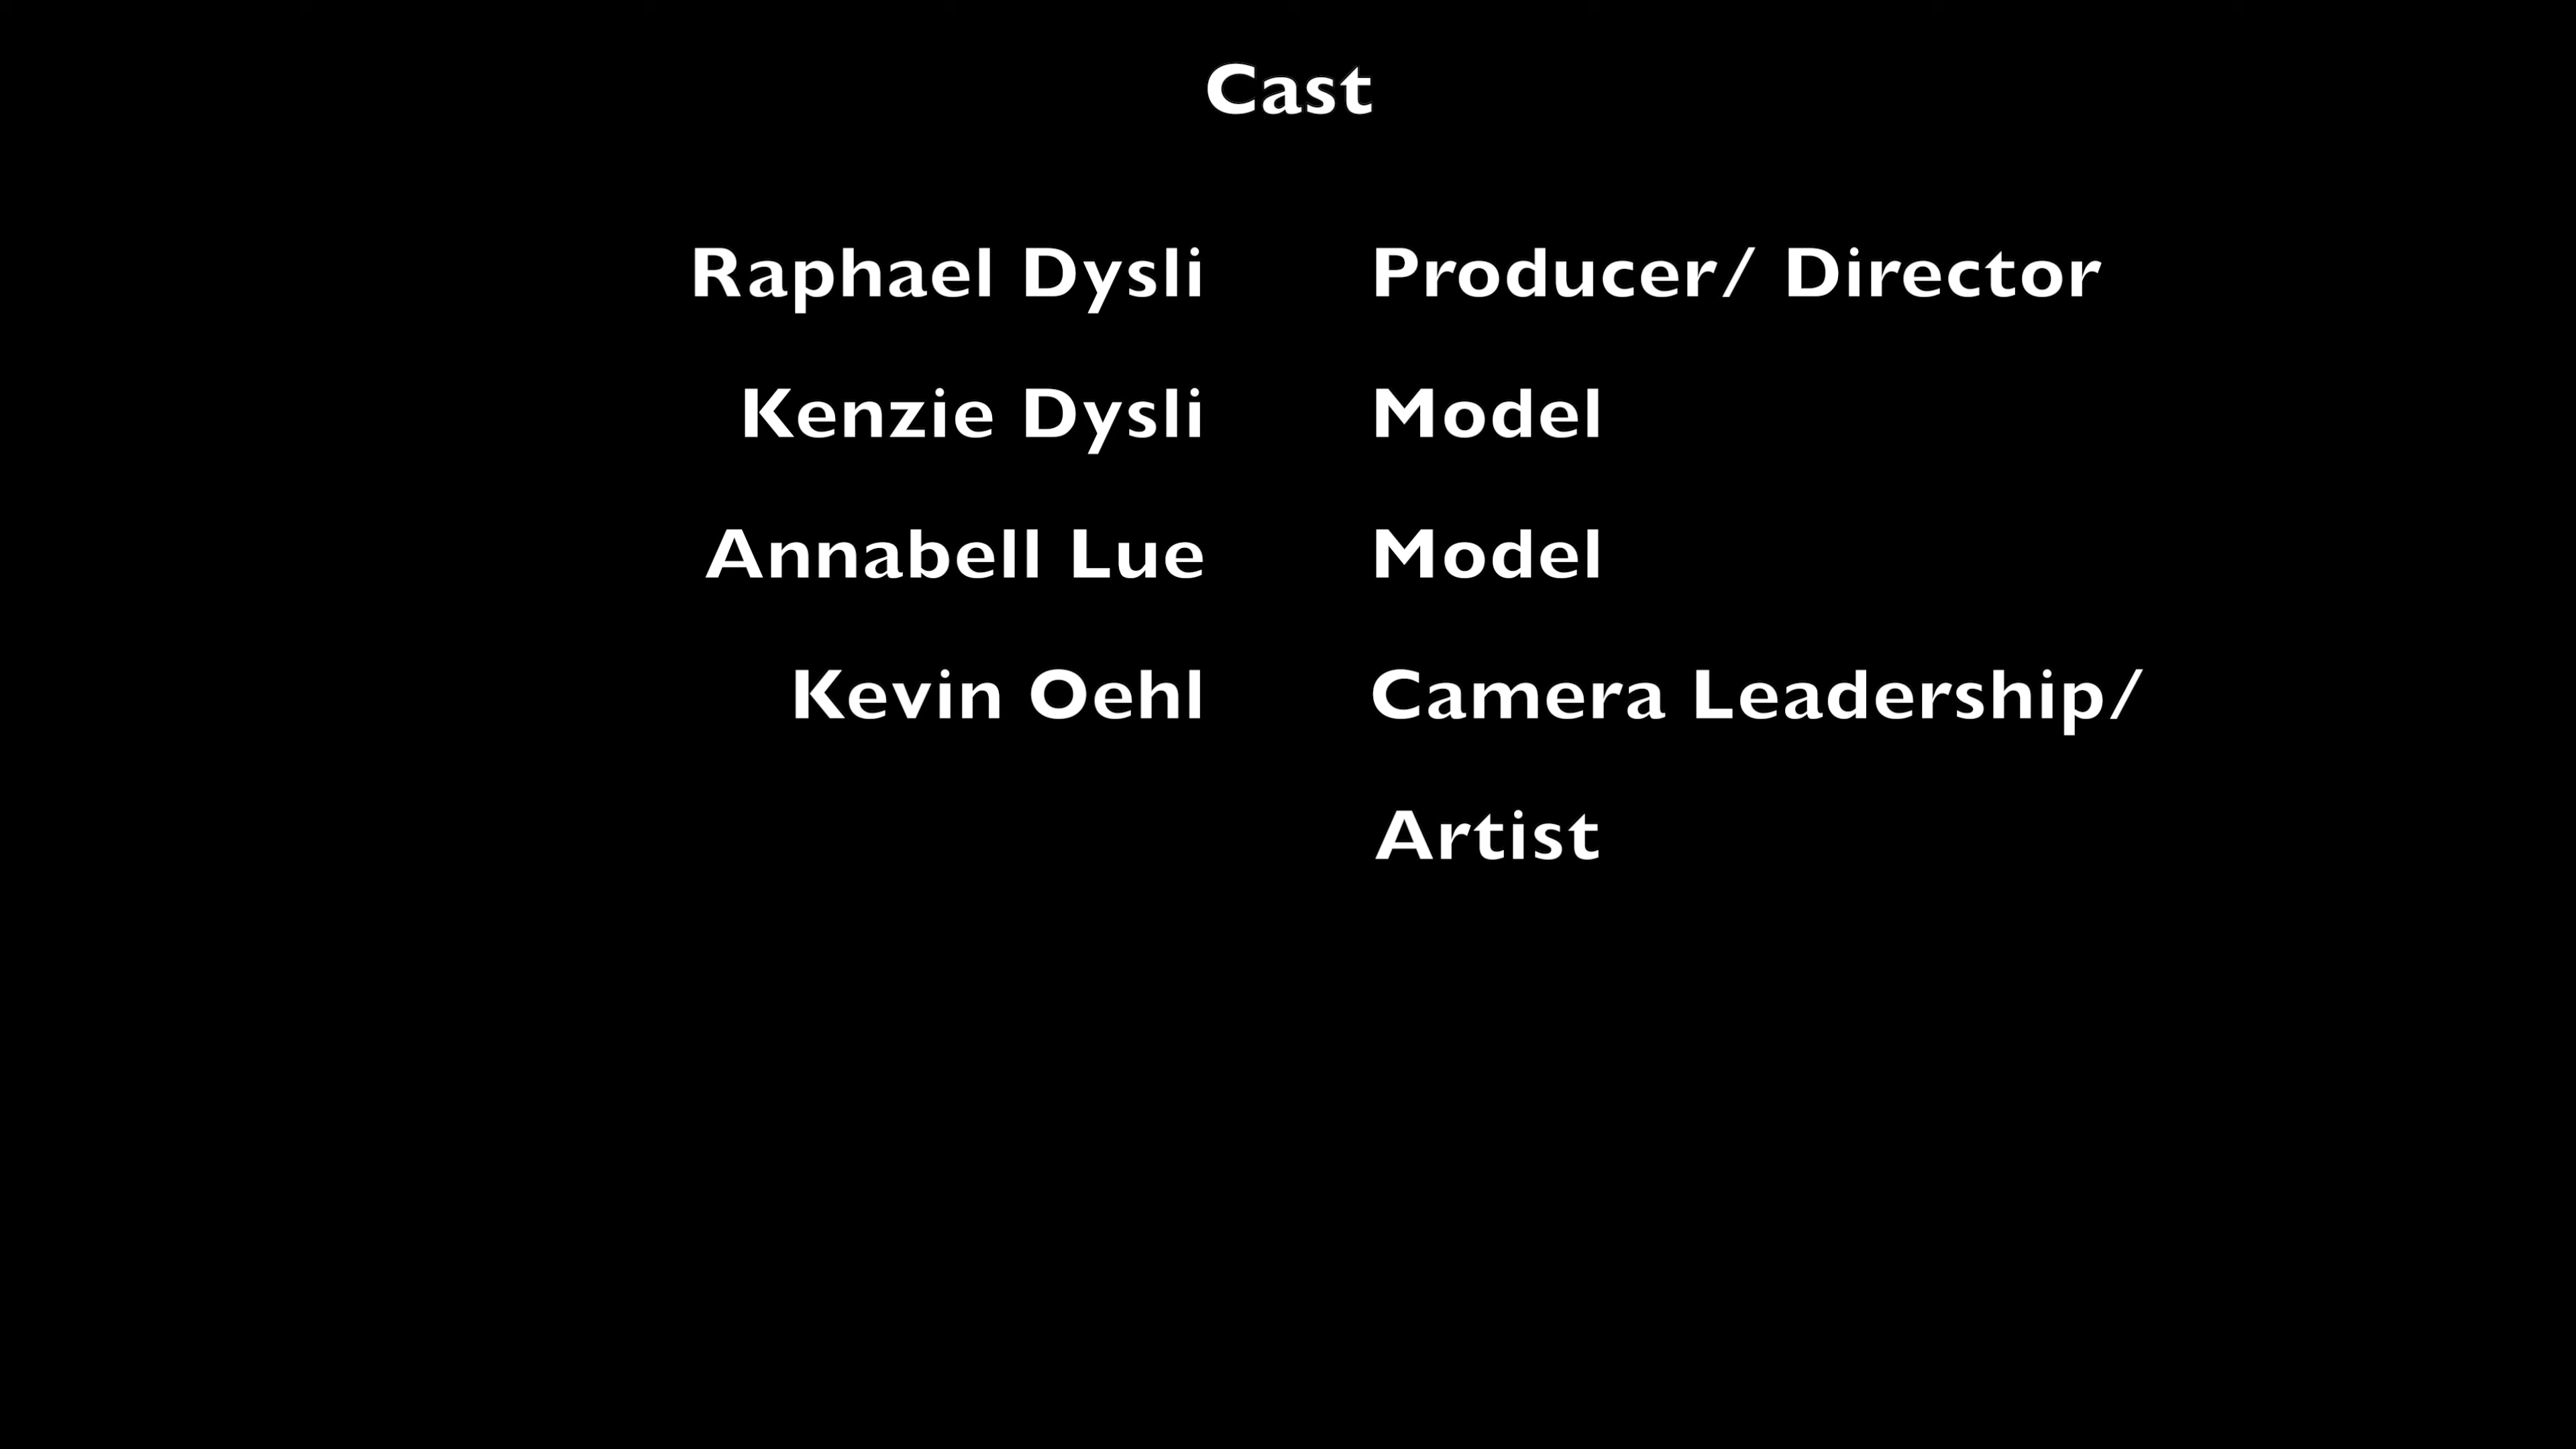 Cast
Raphael Dysli Producer/ Director
Kenzie Dysli Model
Annabell Lue Model
Kevin Oehl Camera Leadership/
Artist